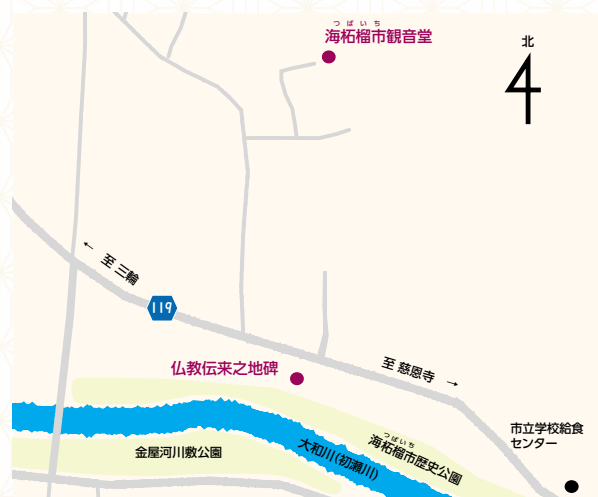 つばいち
海柘榴市観音堂
北
← 至 三輪
119
仏教伝来之地碑
至 慈恩寺 →
つばいち
海柘榴市歴史公園
市立学校給食
センター
金屋河川敷公園
大和川(初瀬川)